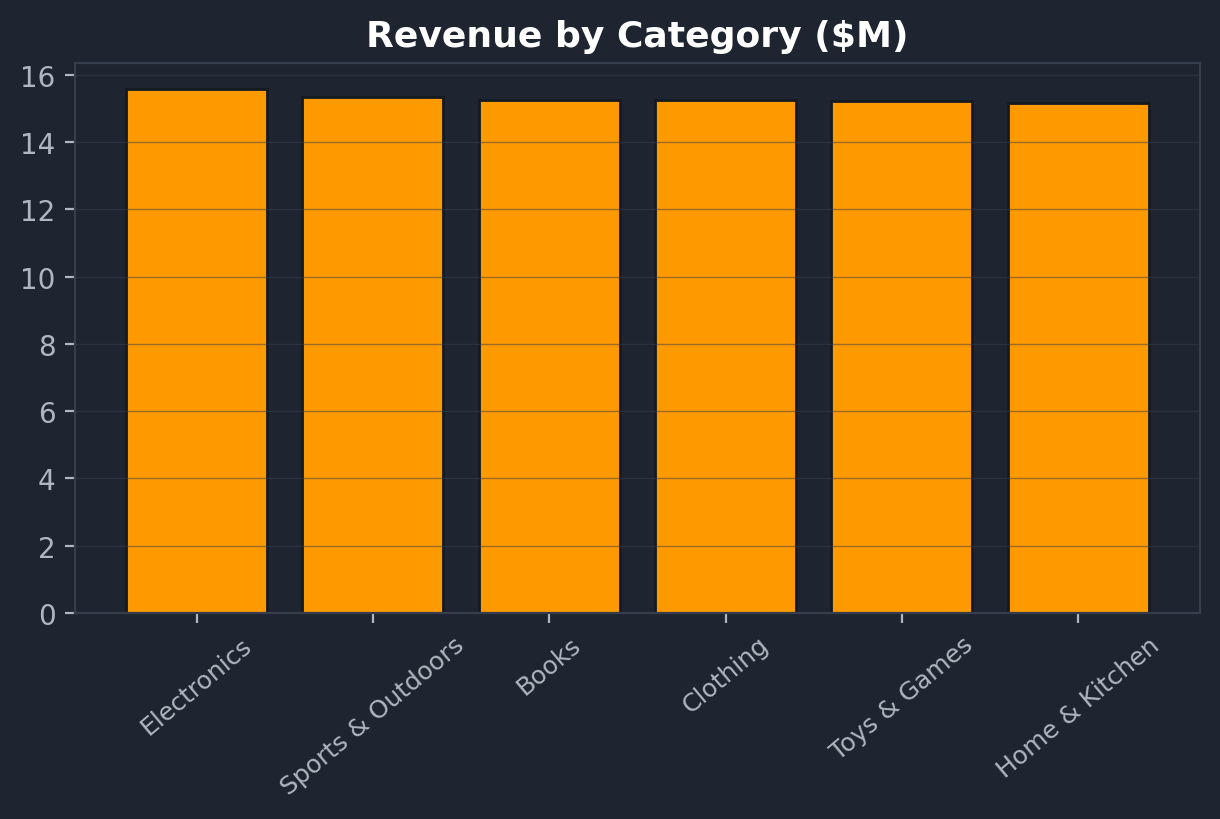 Revenue by Category ($M)
16
14
12
10
8
6
4
2
0
Electronics
Sports & Outdoors
Books
Clothing
Toys & Games
Home & Kitchen